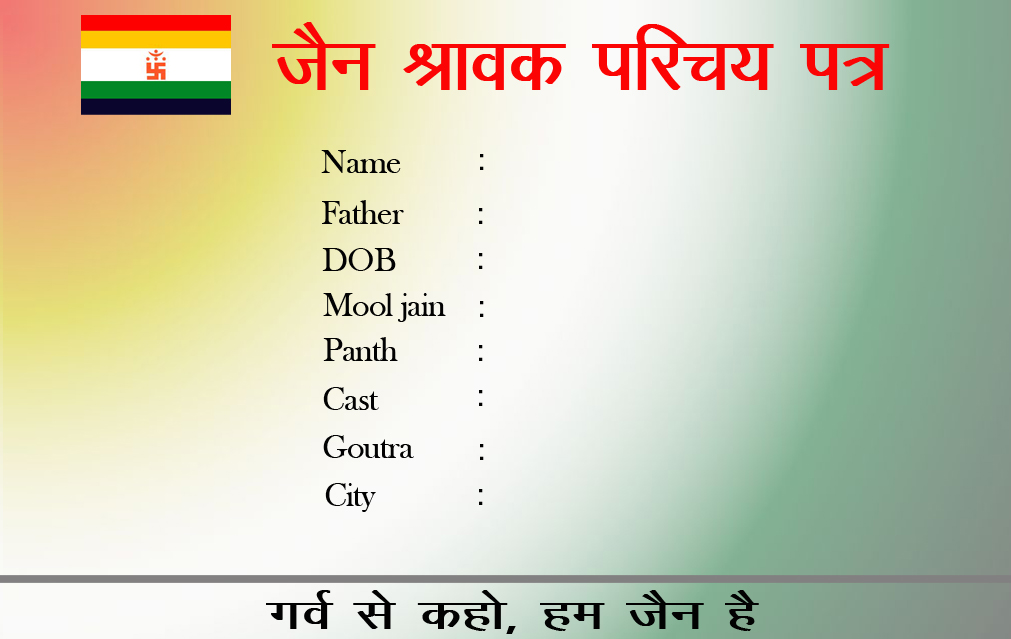 जैन श्रावक परिचय पत्र
Name :
Father :
DOB :
Mool jain :
Panth :
Cast :
Goutra :
City :
गर्व से कहो, हम जैन है